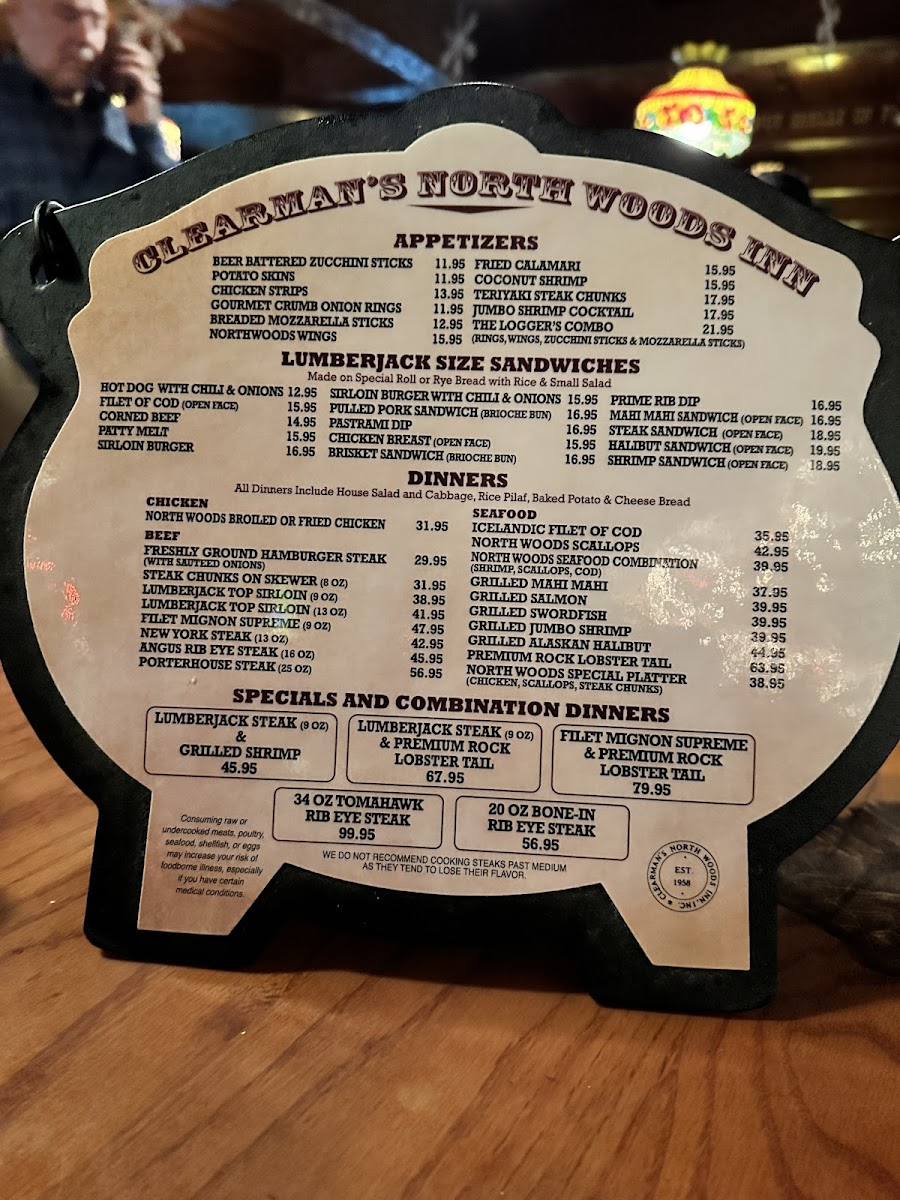 CLEARMAN'S NORTH WOODS INN
APPETIZERS
BEER BATTERED ZUCCHINI STICKS 11.95
POTATO SKINS 11.95
CHICKEN STRIPS 13.95
GOURMET CRUMB ONION RINGS 11.95
BREADED MOZZARELLA STICKS 12.95
NORTHWOODS WINGS 15.95
FRIED CALAMARI 15.95
COCONUT SHRIMP 15.95
TERIYAKI STEAK CHUNKS 17.95
JUMBO SHRIMP COCKTAIL 17.95
THE LOGGER'S COMBO 21.95
(RINGS, WINGS, ZUCCHINI STICKS & MOZZARELLA STICKS)
LUMBERJACK SIZE SANDWICHES
Made on Special Roll or Rye Bread with Rice & Small Salad
HOT DOG WITH CHILI & ONIONS 12.95
FILET OF COD (OPEN FACE) 15.95
CORNED BEEF 14.95
PATTY MELT 15.95
SIRLOIN BURGER 16.95
SIRLOIN BURGER WITH CHILI & ONIONS 15.95
PULLED PORK SANDWICH (BRIOCHE BUN) 16.95
PASTRAMI DIP 16.95
CHICKEN BREAST (OPEN FACE) 15.95
BRISKET SANDWICH (BRIOCHE BUN) 16.95
PRIME RIB DIP 16.95
MAHI MAHI SANDWICH (OPEN FACE) 16.95
STEAK SANDWICH (OPEN FACE) 18.95
HALIBUT SANDWICH (OPEN FACE) 19.95
SHRIMP SANDWICH (OPEN FACE) 18.95
DINNERS
All Dinners Include House Salad and Cabbage, Rice Pilaf, Baked Potato & Cheese Bread
CHICKEN
NORTH WOODS BROILED OR FRIED CHICKEN 31.95
BEEF
FRESHLY GROUND HAMBURGER STEAK 29.95
(WITH SAUTEED ONIONS)
STEAK CHUNKS ON SKEWER (8 OZ) 31.95
LUMBERJACK TOP SIRLOIN (9 OZ) 38.95
LUMBERJACK TOP SIRLOIN (13 OZ) 41.95
FILET MIGNON SUPREME (9 OZ) 47.95
NEW YORK STEAK (13 OZ) 42.95
ANGUS RIB EYE STEAK (16 OZ) 45.95
PORTERHOUSE STEAK (25 OZ) 56.95
SEAFOOD
ICELANDIC FILET OF COD 35.95
NORTH WOODS SCALLOPS 42.95
NORTH WOODS SEAFOOD COMBINATION 39.95
(SHRIMP, SCALLOPS, COD)
GRILLED MAHI MAHI 37.95
GRILLED SALMON 39.95
GRILLED SWORDFISH 39.95
GRILLED JUMBO SHRIMP 39.95
GRILLED ALASKAN HALIBUT 44.95
PREMIUM ROCK LOBSTER TAIL 63.95
NORTH WOODS SPECIAL PLATTER 38.95
(CHICKEN, SCALLOPS, STEAK CHUNKS)
SPECIALS AND COMBINATION DINNERS
LUMBERJACK STEAK (9 OZ)
&
GRILLED SHRIMP
45.95
LUMBERJACK STEAK (9 OZ)
& PREMIUM ROCK
LOBSTER TAIL
67.95
FILET MIGNON SUPREME
& PREMIUM ROCK
LOBSTER TAIL
79.95
34 OZ TOMAHAWK
RIB EYE STEAK
99.95
20 OZ BONE-IN
RIB EYE STEAK
56.95
Consuming raw or
undercooked meats, poultry,
seafood, shellfish, or eggs
may increase your risk of
foodborne illness, especially
if you have certain
medical conditions.
WE DO NOT RECOMMEND COOKING STEAKS PAST MEDIUM
AS THEY TEND TO LOSE THEIR FLAVOR.
CLEARMAN'S NORTH WOODS INN, INC.
EST.
1958